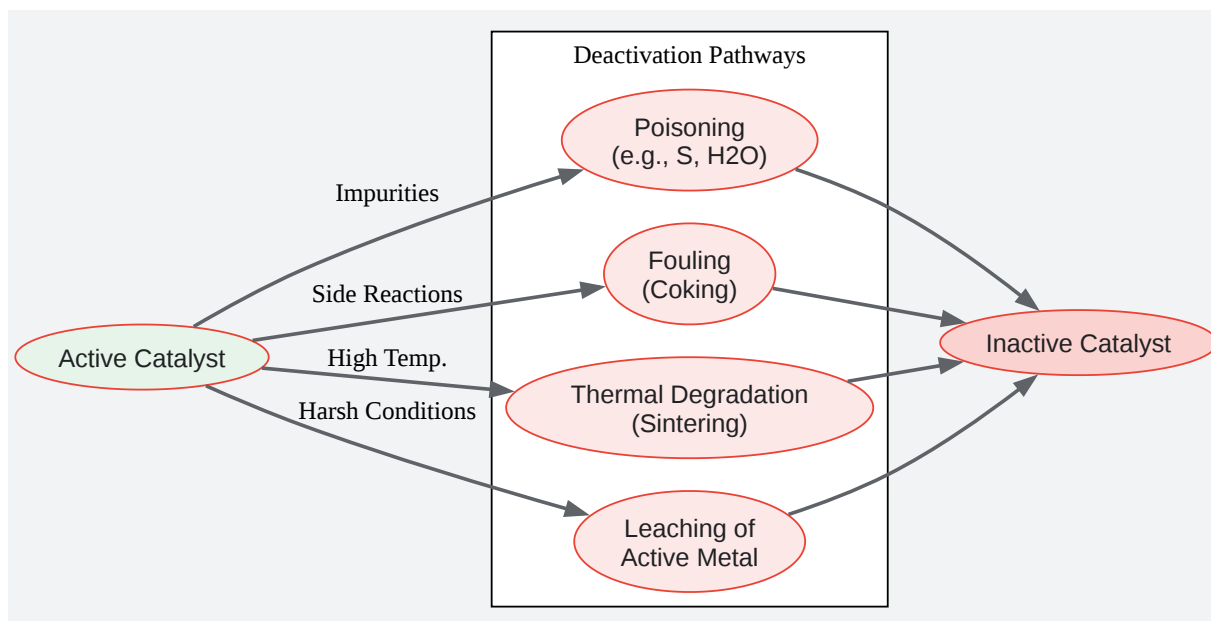 Deactivation Pathways
Poisoning
(e.g., S, H2O)
Impurities
Fouling
(Coking)
Side Reactions
Active Catalyst
Inactive Catalyst
High Temp.
Thermal Degradation
(Sintering)
Harsh Conditions
Leaching of
Active Metal